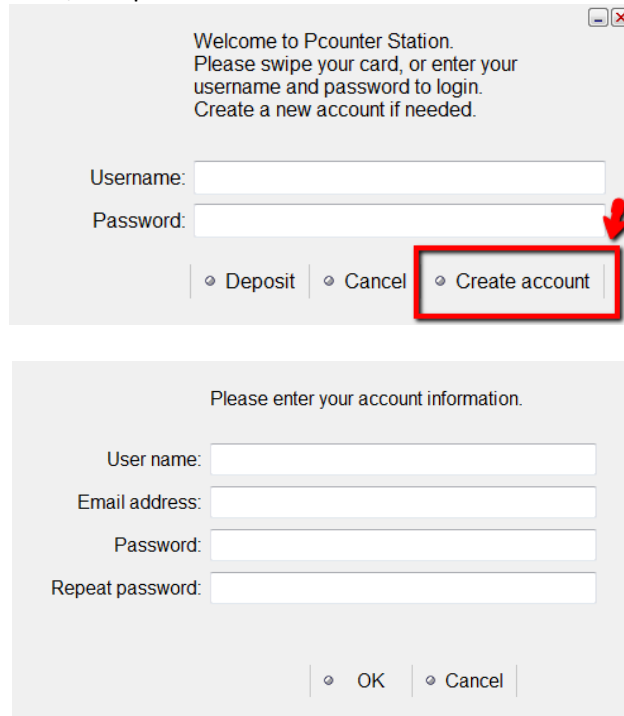 Welcome to Pcounter Station.
Please swipe your card, or enter your
username and password to login.
Create a new account if needed.
Username:
Password:
Deposit Cancel Create account
Please enter your account information.
User name:
Email address:
Password:
Repeat password:
OK Cancel